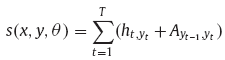 s(x, y, θ) = ∑_{t=1}^{T} (h_{t,y_t} + A_{y_{t-1},y_t})